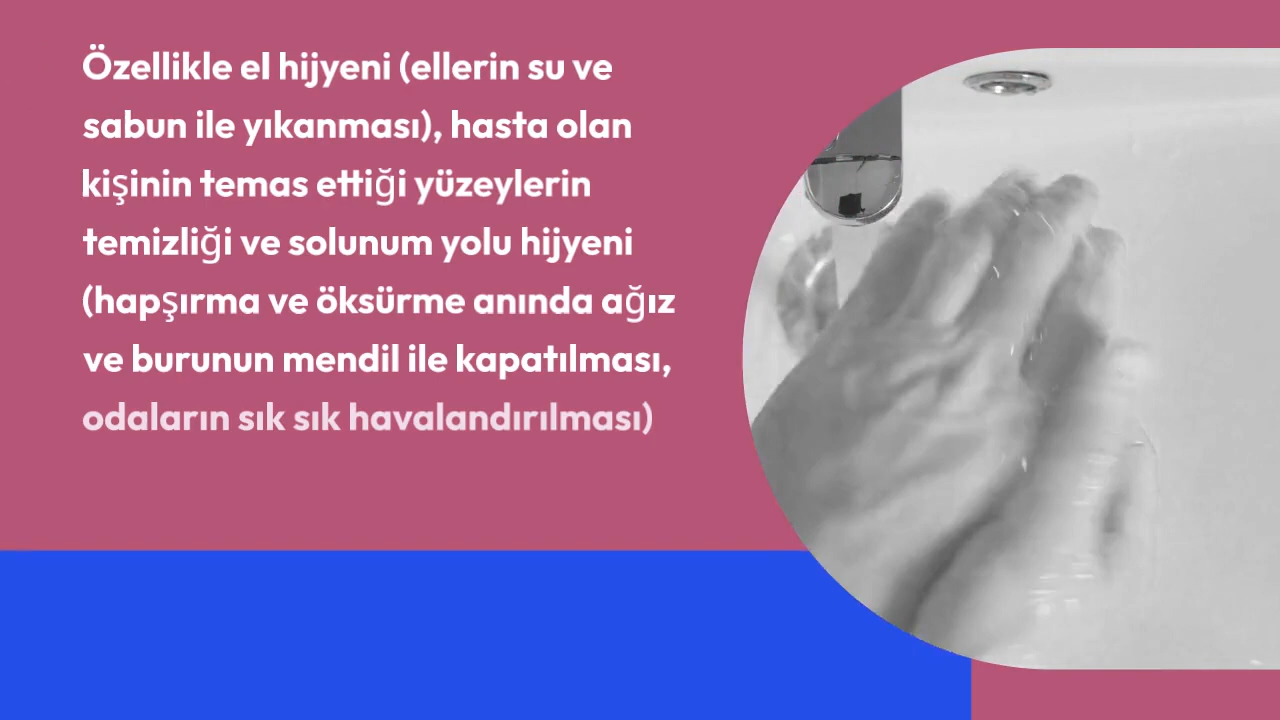 Özellikle el hijyeni (ellerin su ve
sabun ile yıkanması), hasta olan
kişinin temas ettiği yüzeylerin
temizliği ve solunum yolu hijyeni
(hapşırma ve öksürme anında ağız
ve burunun mendil ile kapatılması,
odaların sık sık havalandırılması)